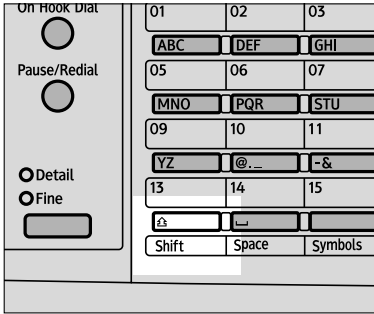 On Hook Dial
01 02 03
ABC DEF GHI
Pause/Redial
05 06 07
MNO PQR STU
09 10 11
YZ @._ -&
Detail
13 14 15
Fine
Shift Space Symbols